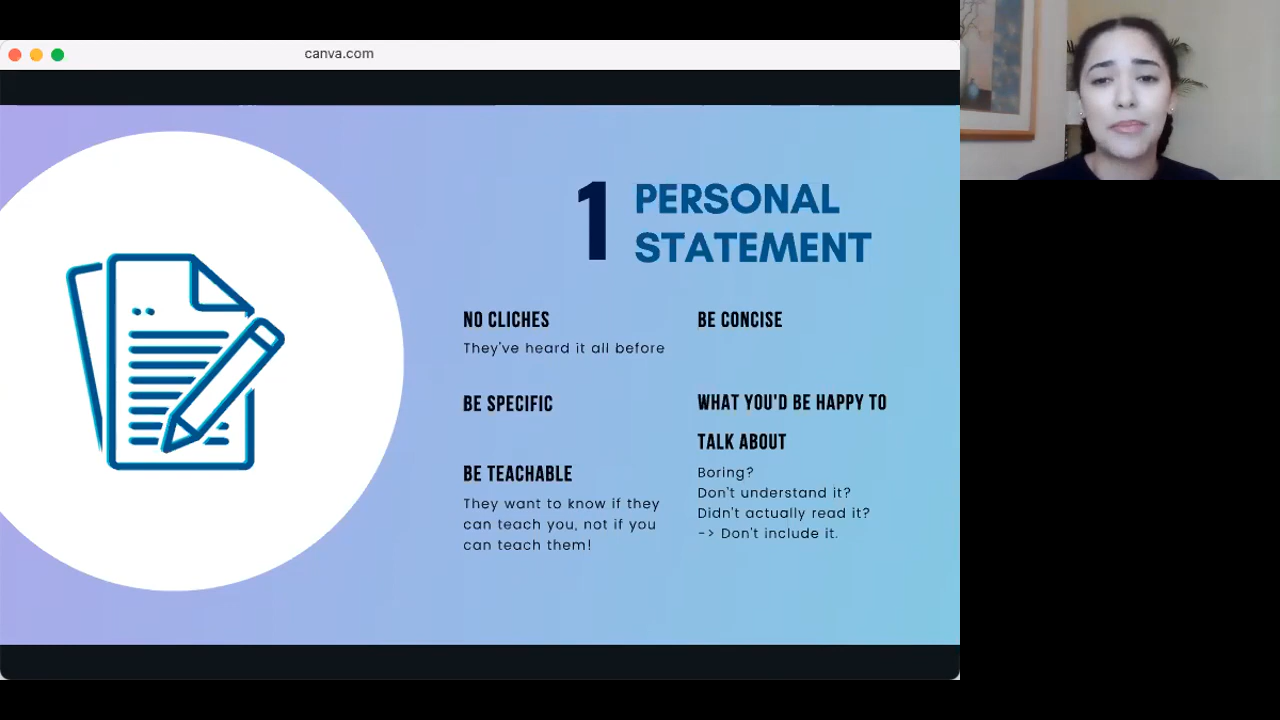 canva.com
1 PERSONAL
STATEMENT
NO CLICHES
They've heard it all before
BE SPECIFIC
BE TEACHABLE
They want to know if they
can teach you, not if you
can teach them!
BE CONCISE
WHAT YOU'D BE HAPPY TO
TALK ABOUT
Boring?
Don't understand it?
Didn't actually read it?
-> Don't include it.